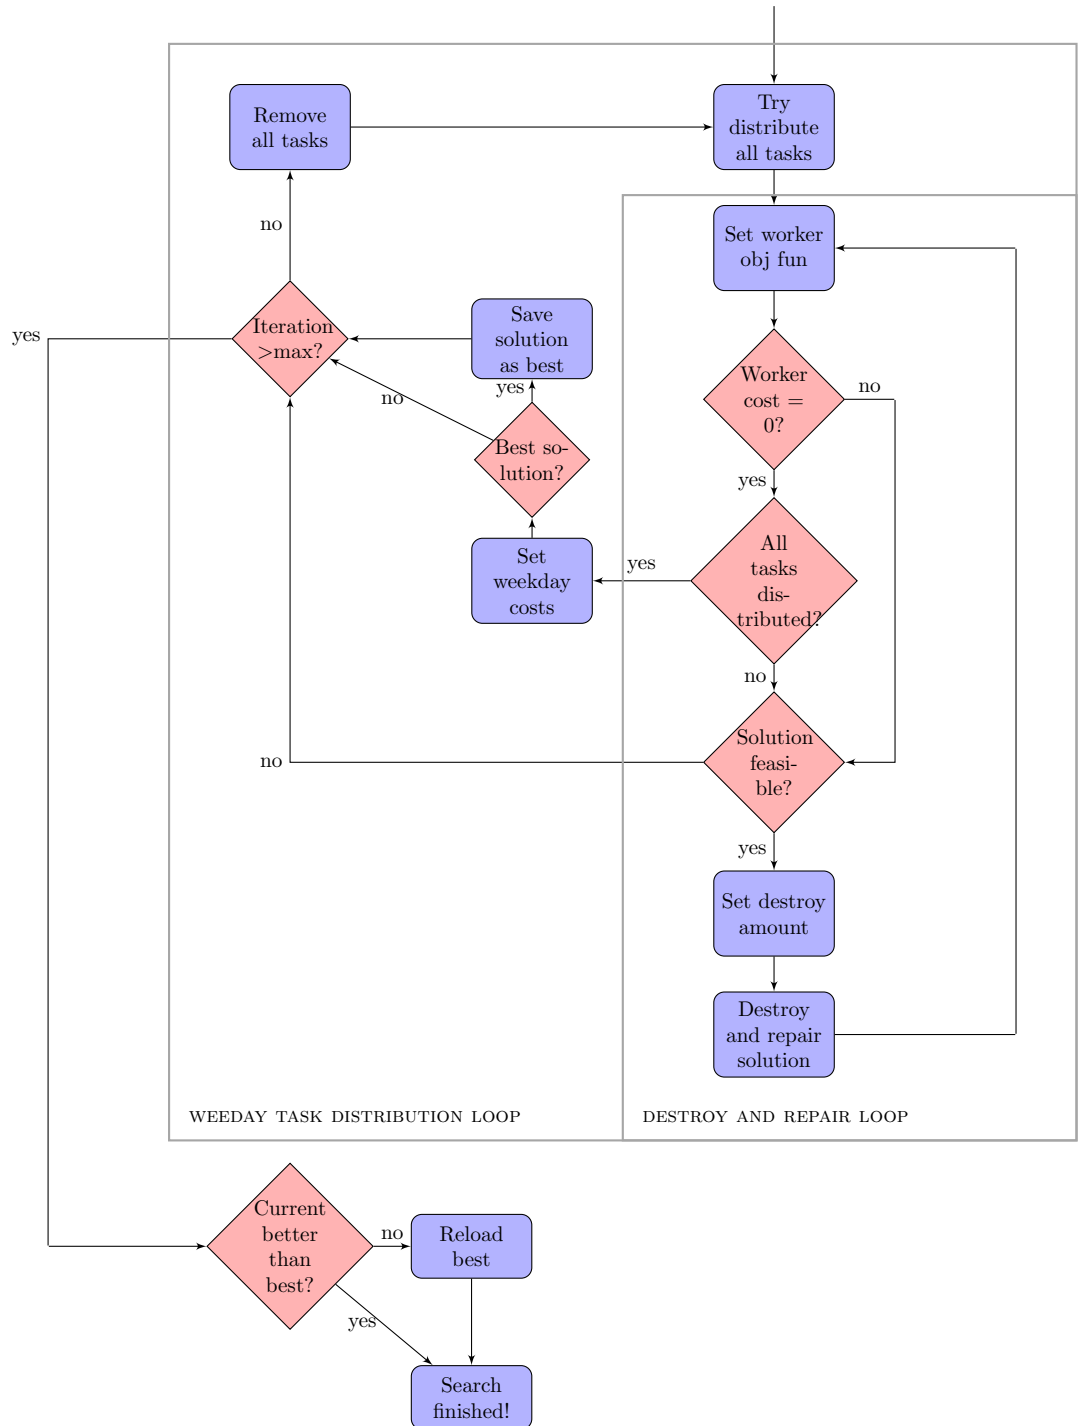 Remove
all tasks
Try
distribute
all tasks
no
Set worker
obj fun
yes
Iteration
>max?
Save
solution
as best
Worker
cost =
0?
no
yes
no
Best so-
lution?
yes
All
tasks
dis-
tributed?
Set
weekday
costs
yes
no
Solution
feasi-
ble?
no
yes
Set destroy
amount
Destroy
and repair
solution
WEEDAY TASK DISTRIBUTION LOOP
DESTROY AND REPAIR LOOP
Current
better
than
best?
no
Reload
best
yes
Search
finished!